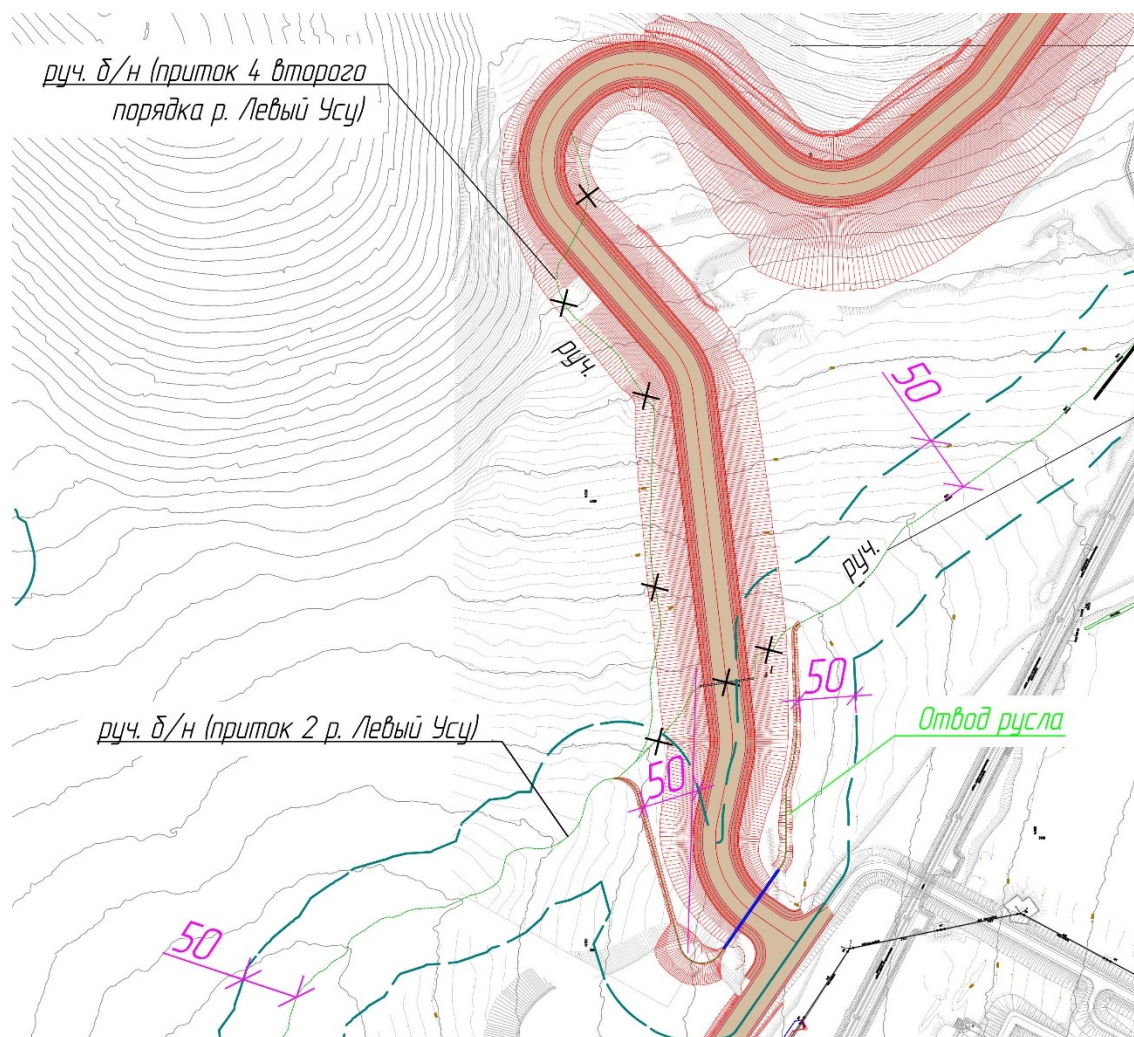 руч. б/н (приток 4 второго
порядка р. Левый Усу)
руч.
50
руч.
50
Отвод русла
руч. б/н (приток 2 р. Левый Усу)
50
50